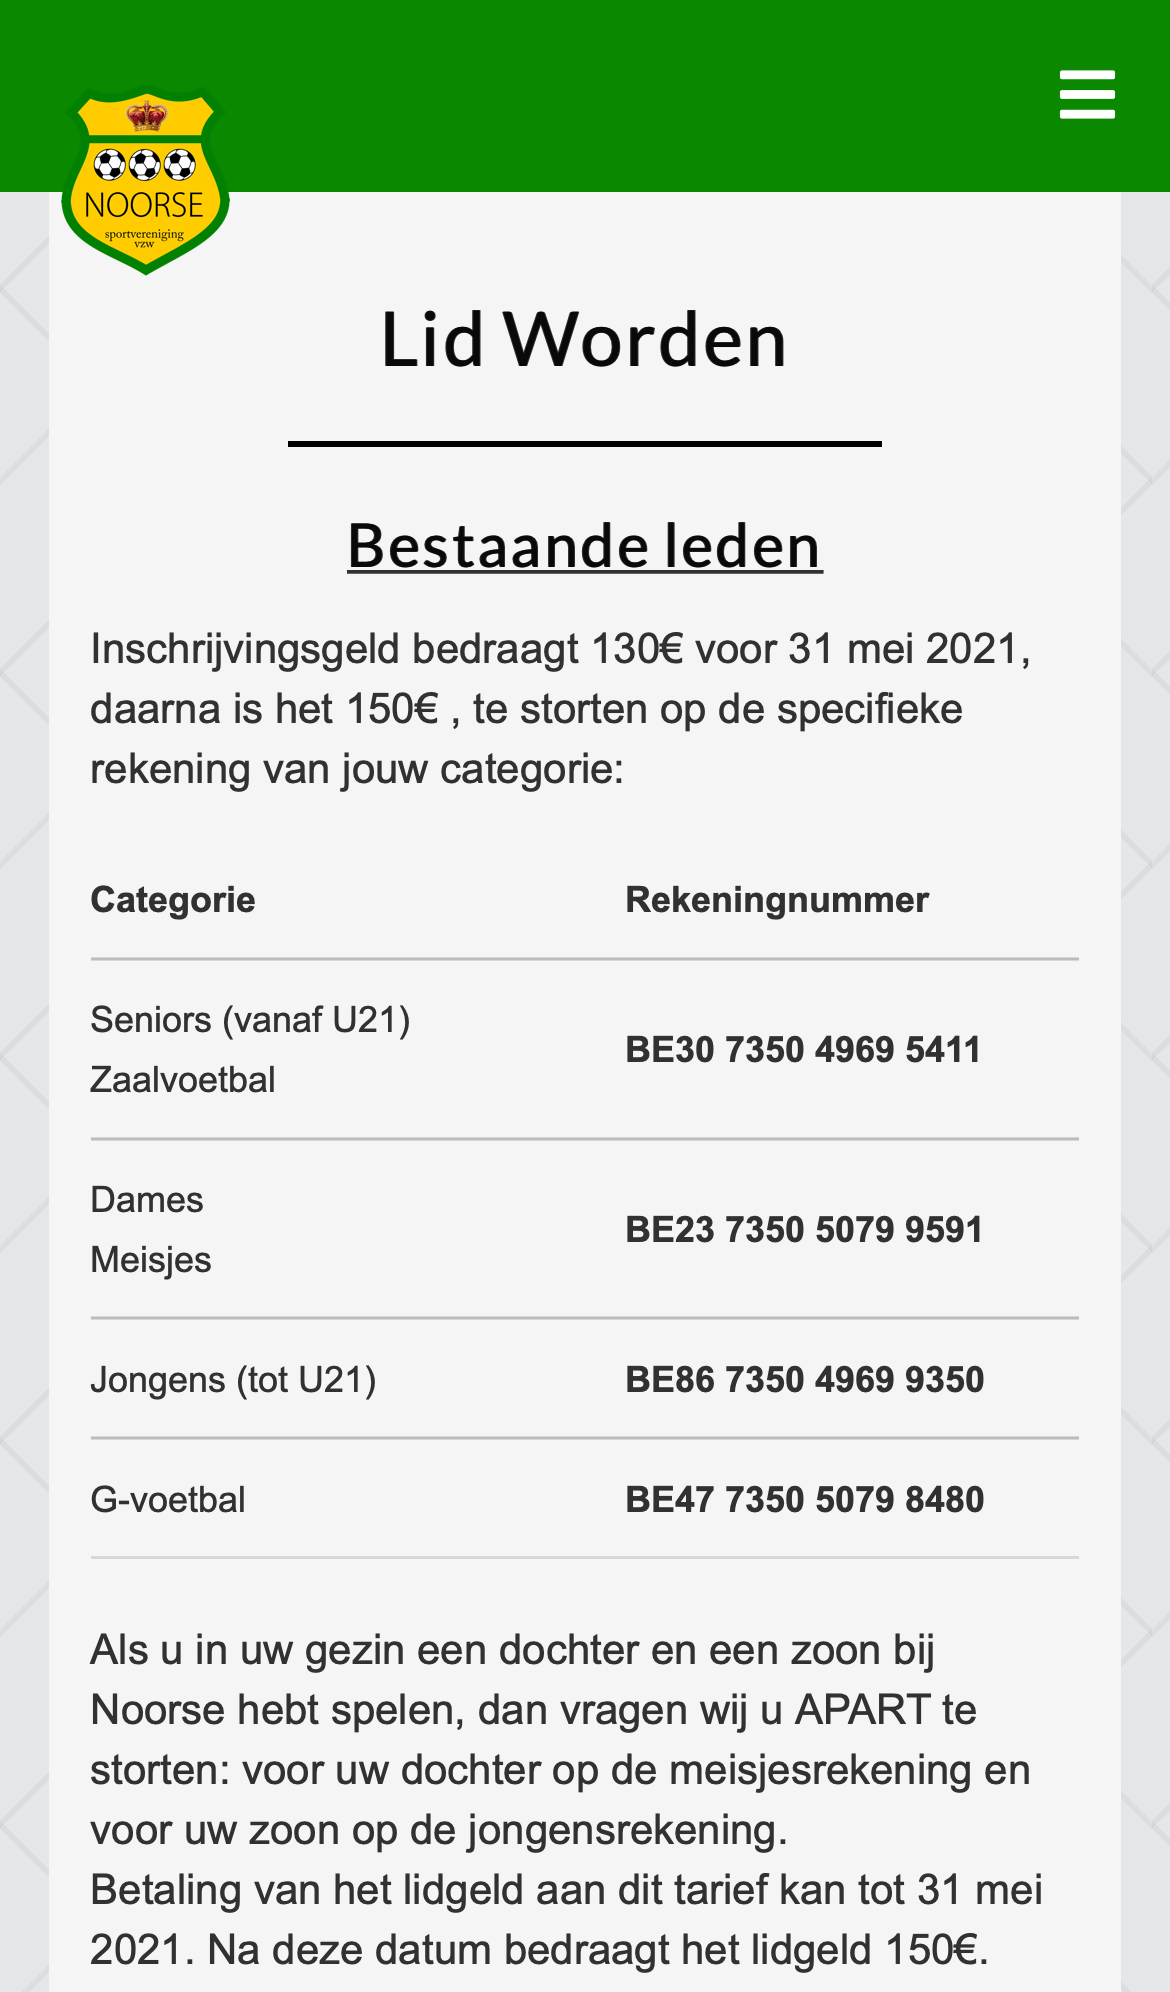 NOORSE
sportvereniging
vzw
Lid Worden
Bestaande leden
Inschrijvingsgeld bedraagt 130€ voor 31 mei 2021,
daarna is het 150€ , te storten op de specifieke
rekening van jouw categorie:
Categorie Rekeningnummer
Seniors (vanaf U21)
Zaalvoetbal
BE30 7350 4969 5411
Dames
Meisjes
BE23 7350 5079 9591
Jongens (tot U21) BE86 7350 4969 9350
G-voetbal BE47 7350 5079 8480
Als u in uw gezin een dochter en een zoon bij
Noorse hebt spelen, dan vragen wij u APART te
storten: voor uw dochter op de meisjesrekening en
voor uw zoon op de jongensrekening.
Betaling van het lidgeld aan dit tarief kan tot 31 mei
2021. Na deze datum bedraagt het lidgeld 150€.